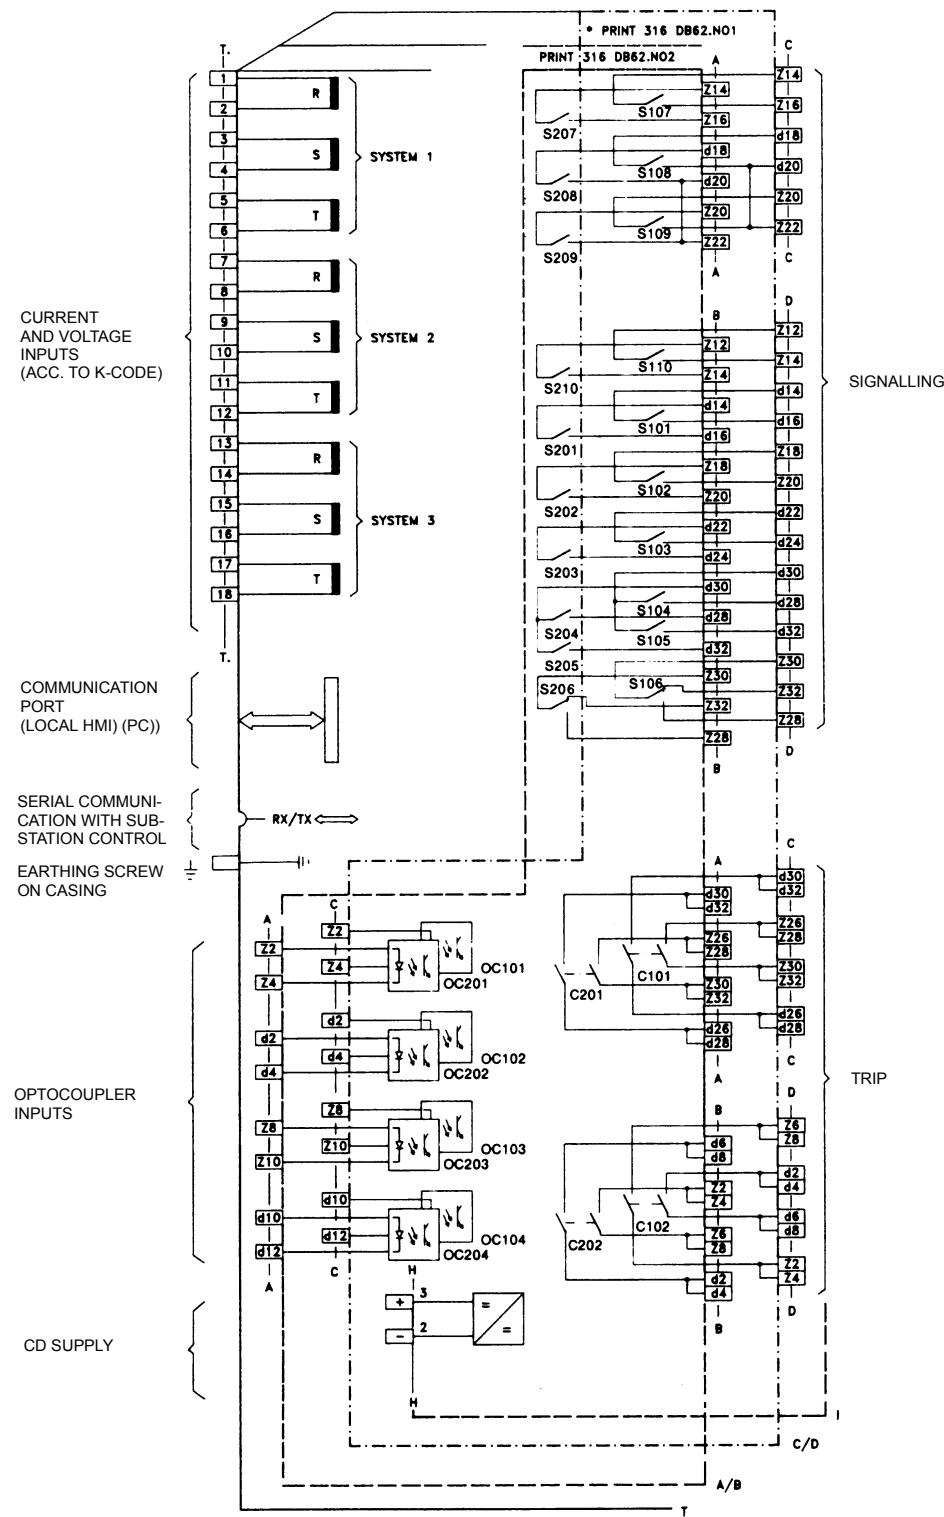 * PRINT 316 DB62.NO1
PRINT 316 DB62.NO2
T.
1
2
3
4
5
6
7
8
9
10
11
12
13
14
15
16
17
18
T.
R
S
T
SYSTEM 1
R
S
T
SYSTEM 2
R
S
T
SYSTEM 3
CURRENT
AND VOLTAGE
INPUTS
(ACC. TO K-CODE)
COMMUNICATION
PORT
(LOCAL HMI) (PC))
SERIAL COMMUNI-
CATION WITH SUB-
STATION CONTROL
RX/TX
EARTHING SCREW
ON CASING
OPTOCOUPLER
INPUTS
CD SUPPLY
A
Z2
Z4
d2
d4
Z8
Z10
d10
d12
A
C
Z2
Z4
d2
d4
Z8
Z10
d10
d12
C
OC101
OC201
OC102
OC202
OC103
OC203
OC104
OC204
H
+ 3
- 2
=
=
H
S107
S207
S108
S208
S109
S209
S110
S210
S101
S201
S102
S202
S103
S203
S104
S204
S105
S205
S106
S206
A
Z14
Z16
d18
d20
Z20
Z22
A
C
Z14
Z16
d18
d20
Z20
Z22
C
B
Z12
Z14
d14
d16
Z18
Z20
d22
d24
d30
d28
d32
Z30
Z32
Z28
B
D
Z12
Z14
d14
d16
Z18
Z20
d22
d24
d30
d28
d32
Z30
Z32
Z28
D
SIGNALLING
C201
C101
A
d30
d32
Z26
Z28
Z30
Z32
d26
d28
A
C
d30
d32
Z26
Z28
Z30
Z32
d26
d28
C
C202
C102
B
d6
d8
Z2
Z4
Z6
Z8
d2
d4
B
D
Z6
Z8
d2
d4
d6
d8
Z2
Z4
D
TRIP
I
C/D
A/B
T